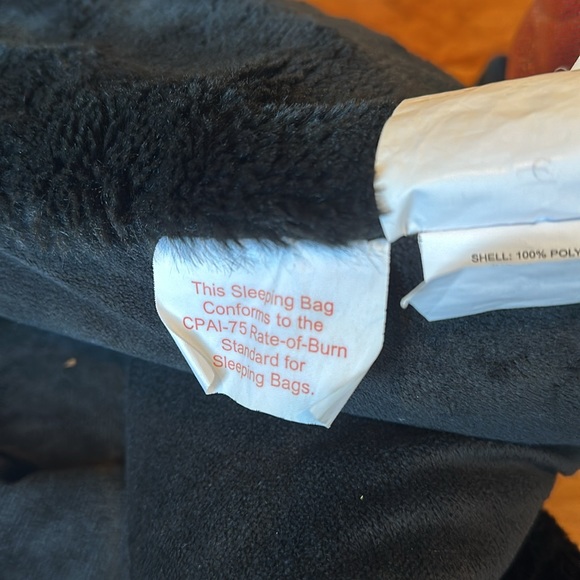 This Sleeping Bag
Conforms to the
CPAI-75 Rate-of-Burn
Standard for
Sleeping Bags.
SHELL: 100% POLY